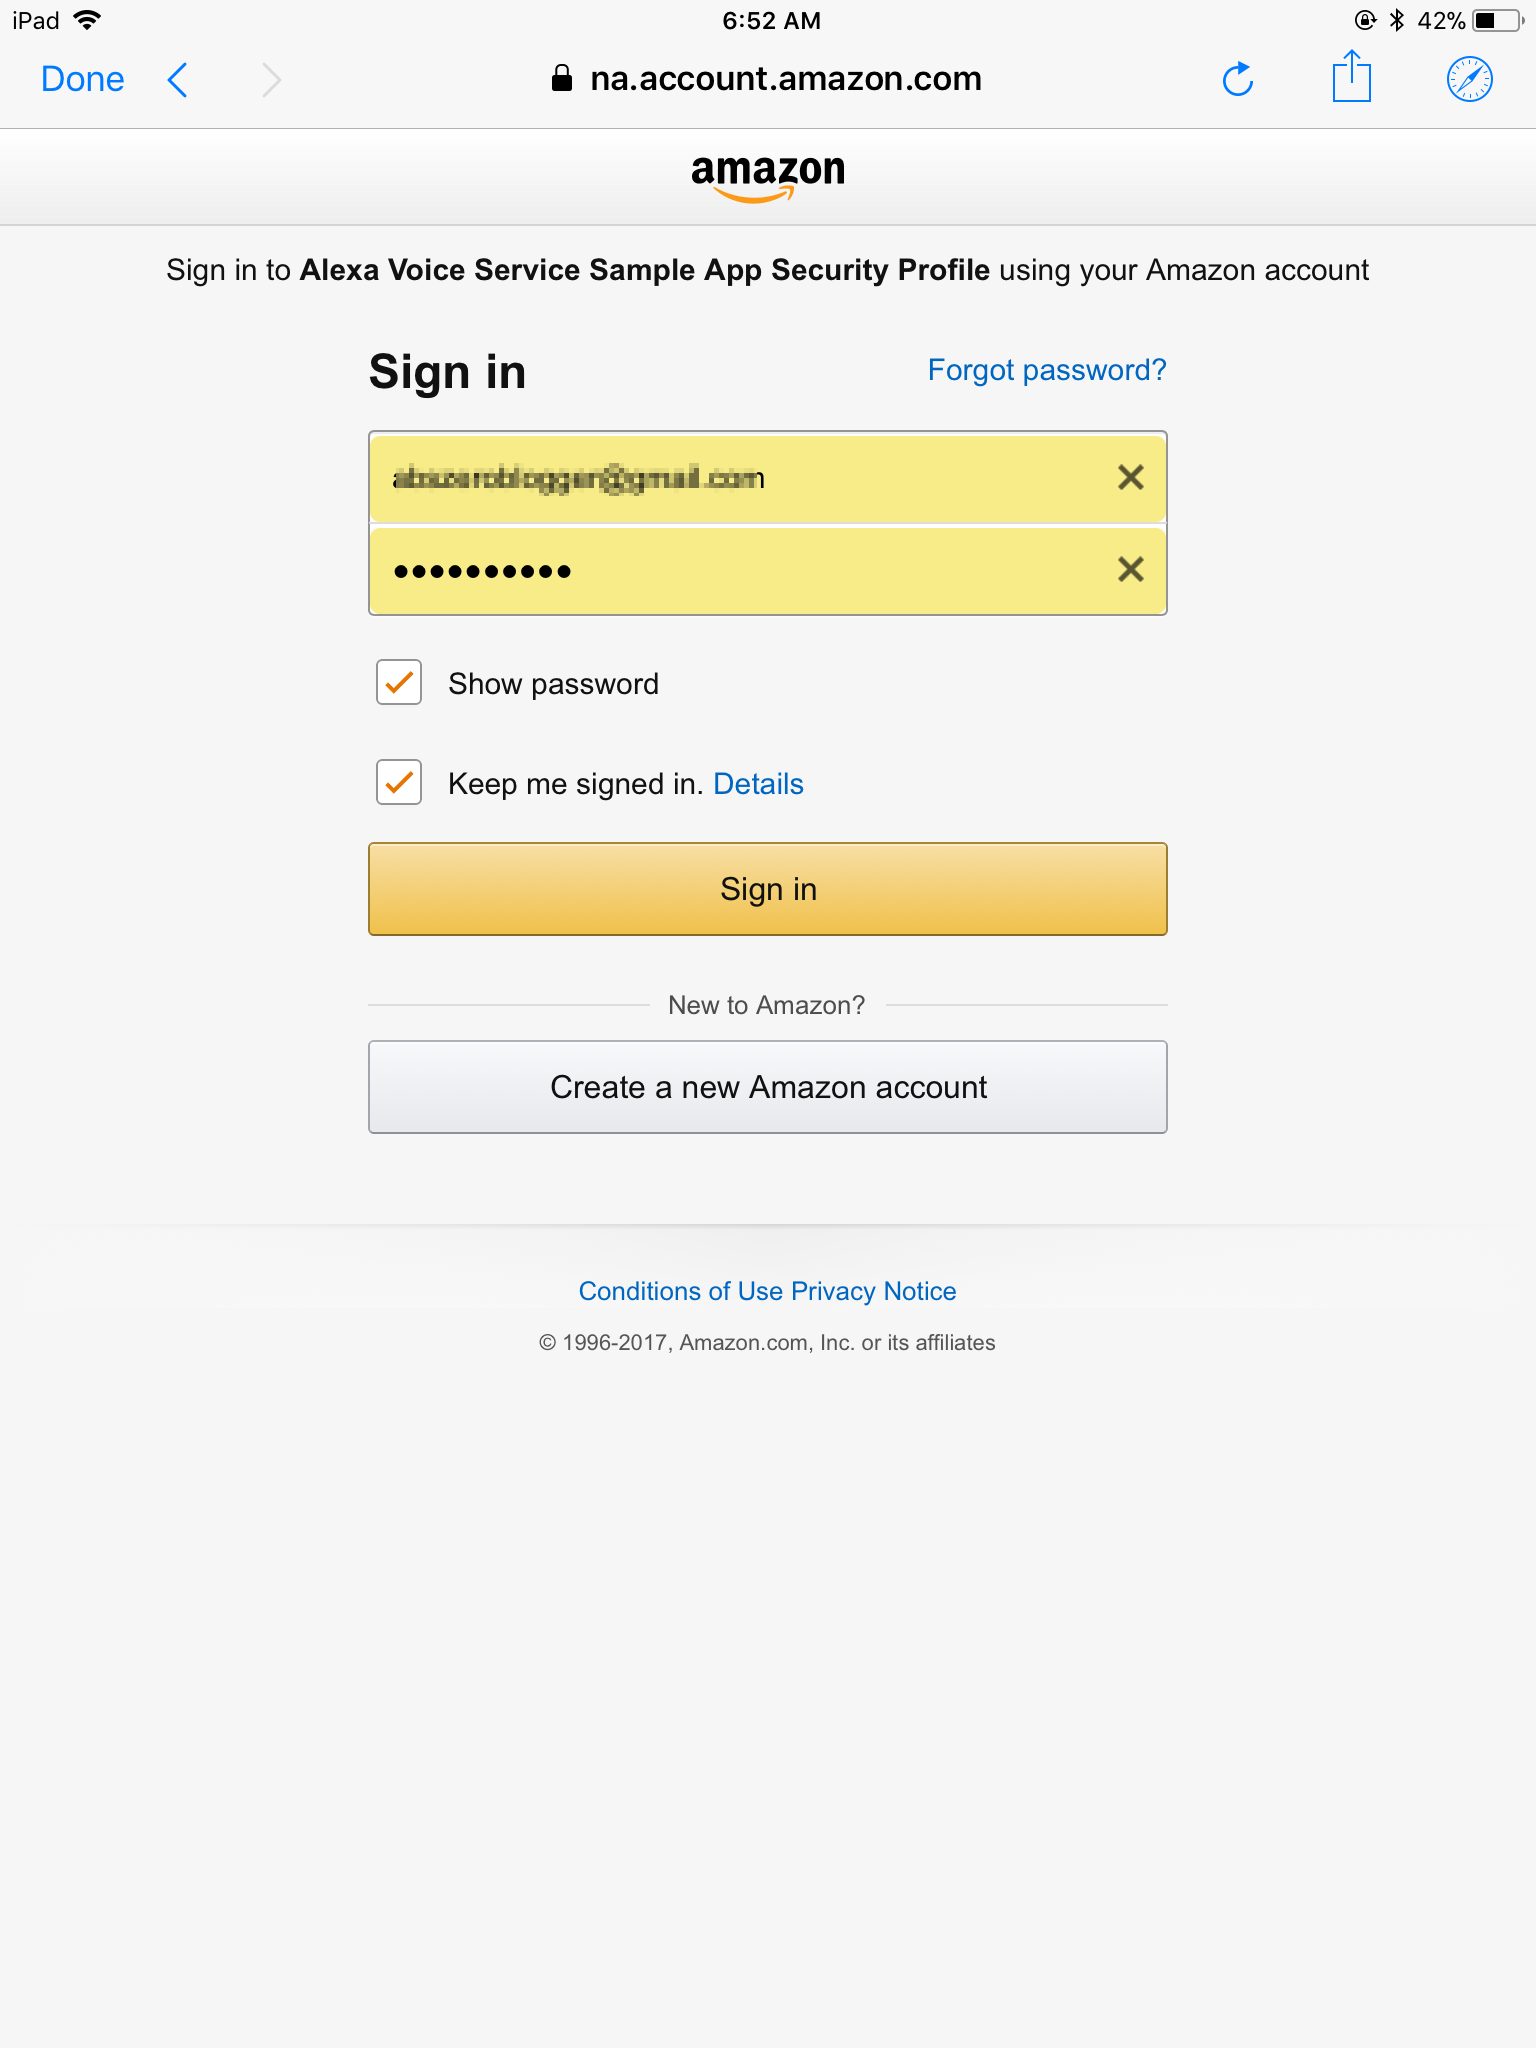 iPad 6:52 AM 42%
Done na.account.amazon.com
amazon
Sign in to Alexa Voice Service Sample App Security Profile using your Amazon account
Sign in Forgot password?
••••••••••
Show password
Keep me signed in. Details
Sign in
New to Amazon?
Create a new Amazon account
Conditions of Use Privacy Notice
© 1996-2017, Amazon.com, Inc. or its affiliates